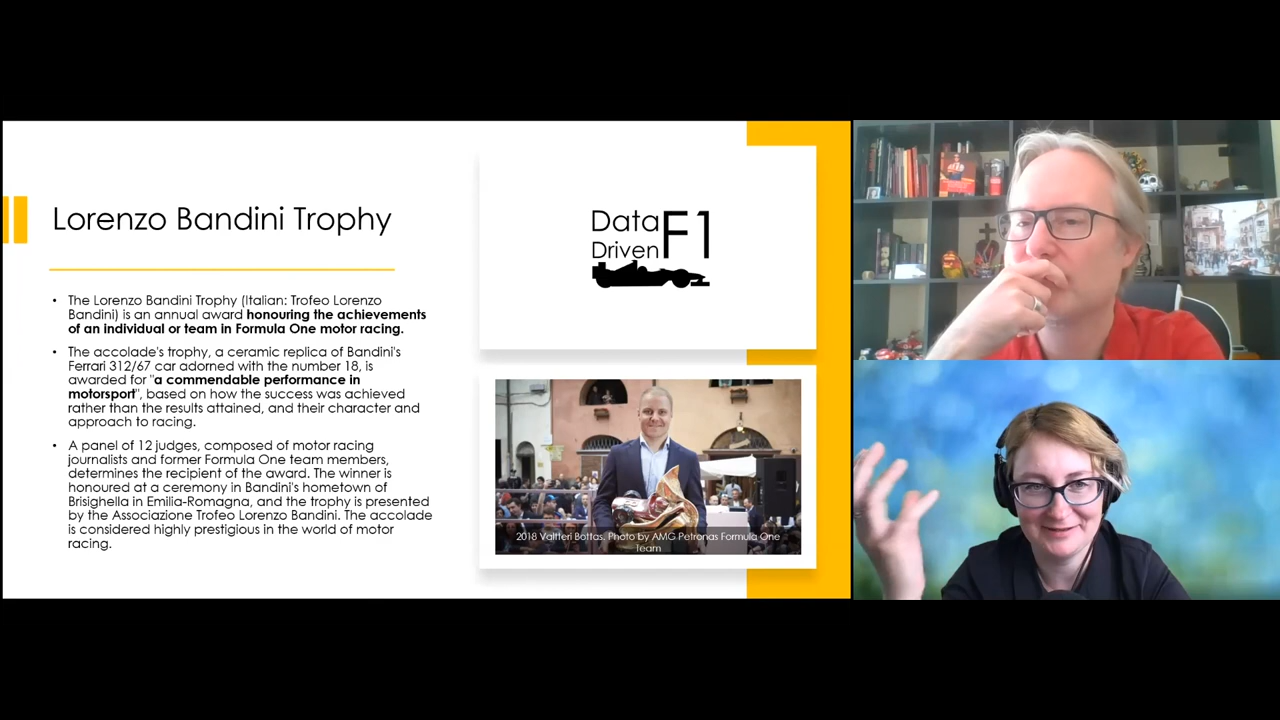 Lorenzo Bandini Trophy
• The Lorenzo Bandini Trophy (Italian: Trofeo Lorenzo
Bandini) is an annual award honouring the achievements
of an individual or team in Formula One motor racing.
• The accolade's trophy, a ceramic replica of Bandini's
Ferrari 312/67 car adorned with the number 18, is
awarded for "a commendable performance in
motorsport", based on how the success was achieved
rather than the results attained, and their character and
approach to racing.
• A panel of 12 judges, composed of motor racing
journalists and former Formula One team members,
determines the recipient of the award. The winner is
honoured at a ceremony in Bandini's hometown of
Brisighella in Emilia-Romagna, and the trophy is presented
by the Associazione Trofeo Lorenzo Bandini. The accolade
is considered highly prestigious in the world of motor
racing.
Data
Driven F1
2018 Valtteri Bottas. Photo by AMG Petronas Formula One
Team